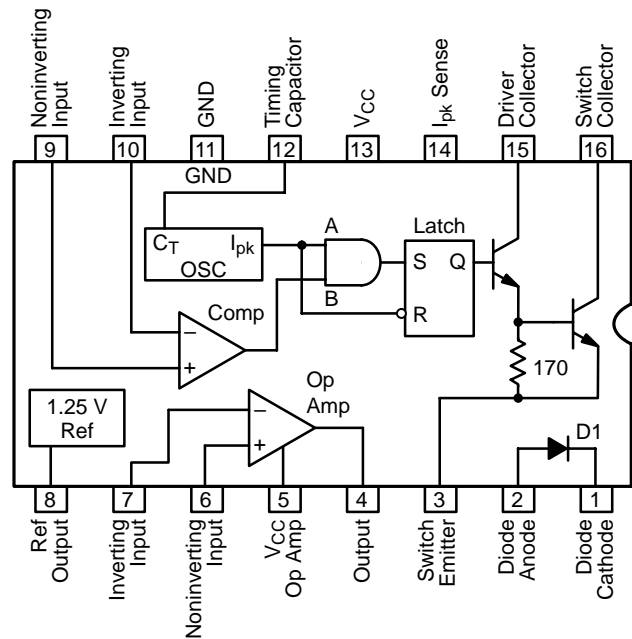 Noninverting
Input
Inverting
Input
GND
Timing
Capacitor
VCC
Ipk Sense
Driver
Collector
Switch
Collector
9
10
11
12
13
14
15
16
GND
CT
Ipk
OSC
A
B
Latch
S
Q
R
Comp
170
1.25 V
Ref
Op
Amp
D1
8
7
6
5
4
3
2
1
Ref
Output
Inverting
Input
Noninverting
Input
VCC
Op Amp
Output
Switch
Emitter
Diode
Anode
Diode
Cathode
−
+
−
+